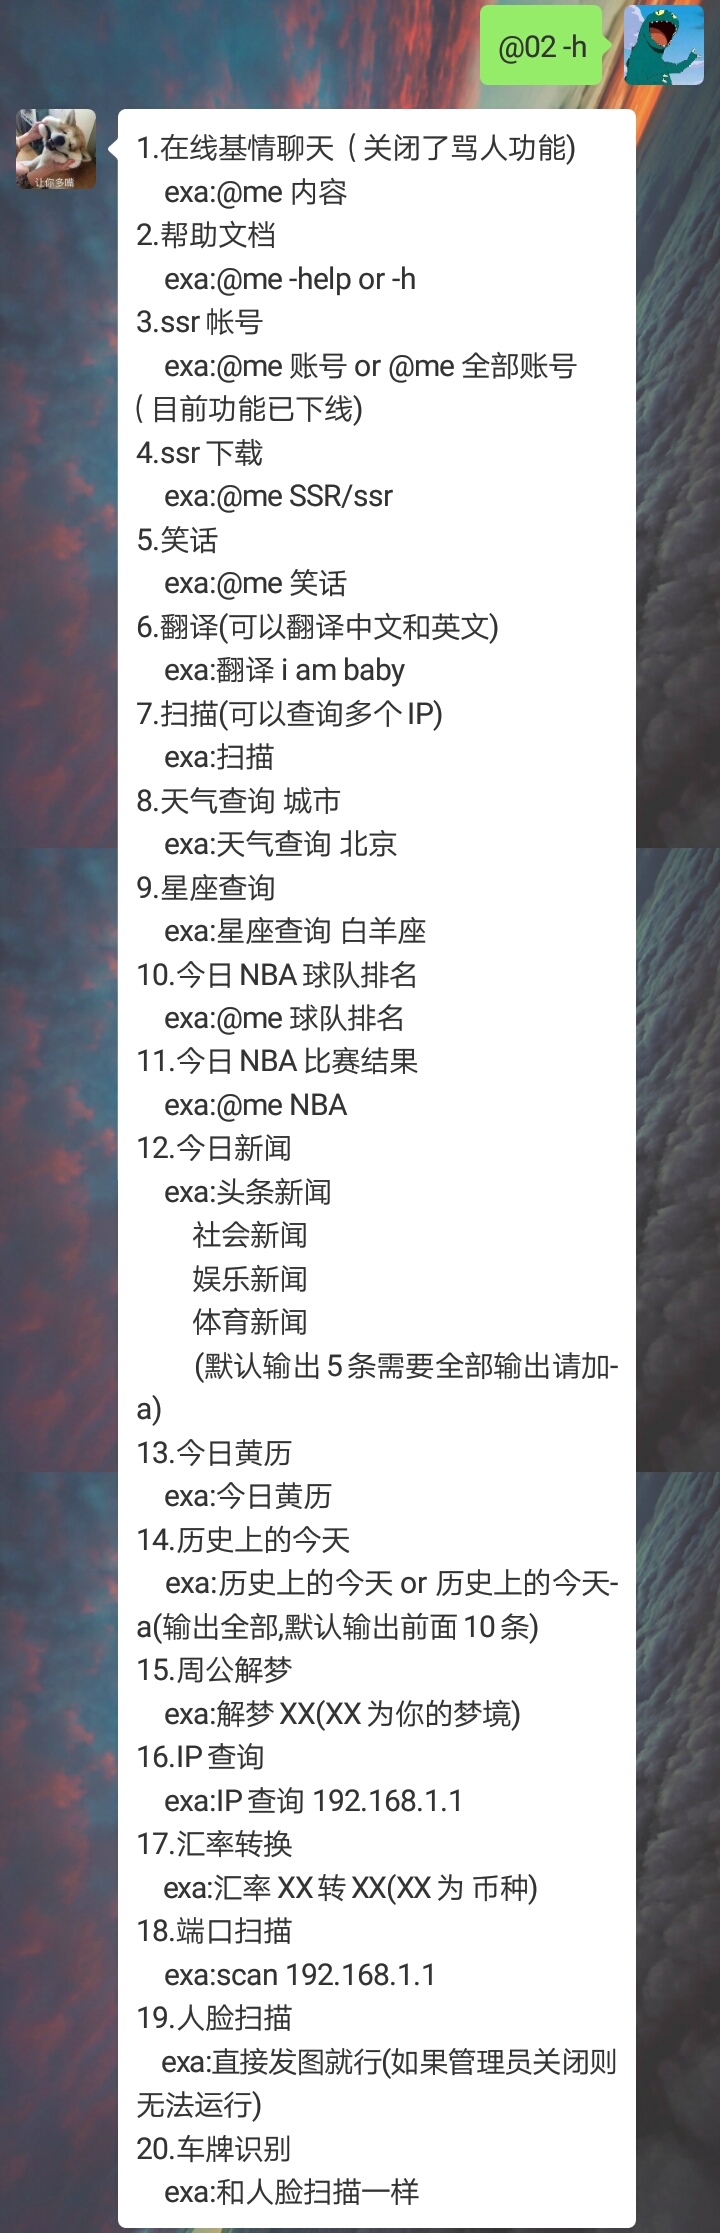 @02 -h
1.在线基情聊天（关闭了骂人功能)
exa:@me 内容
2.帮助文档
exa:@me -help or -h
3.ssr 帐号
exa:@me 账号 or @me 全部账号
（目前功能已下线)
4.ssr 下载
exa:@me SSR/ssr
5.笑话
exa:@me 笑话
6.翻译(可以翻译中文和英文)
exa:翻译 i am baby
7.扫描(可以查询多个 IP)
exa:扫描
8.天气查询 城市
exa:天气查询 北京
9.星座查询
exa:星座查询 白羊座
10.今日 NBA 球队排名
exa:@me 球队排名
11.今日 NBA 比赛结果
exa:@me NBA
12.今日新闻
exa:头条新闻
社会新闻
娱乐新闻
体育新闻
(默认输出 5 条需要全部输出请加-
a)
13.今日黄历
exa:今日黄历
14.历史上的今天
exa:历史上的今天 or 历史上的今天-
a(输出全部,默认输出前面 10 条)
15.周公解梦
exa:解梦 XX(XX 为你的梦境)
16.IP 查询
exa:IP 查询 192.168.1.1
17.汇率转换
exa:汇率 XX 转 XX(XX 为 币种)
18.端口扫描
exa:scan 192.168.1.1
19.人脸扫描
exa:直接发图就行(如果管理员关闭则
无法运行)
20.车牌识别
exa:和人脸扫描一样
让你多嘴